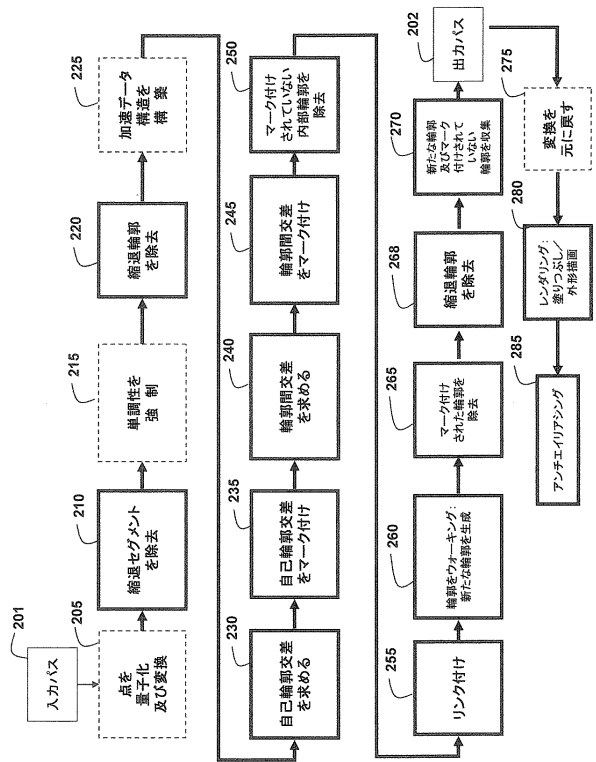 201
入力パス
205
点を
量子化
及び変換
210
縮退セグメント
を除去
215
単調性を
強 制
220
縮退輪郭
を除去
225
加速データ
構造を
構 築
230
自己輪郭交差
を求める
235
自己輪郭交差
をマーク付け
240
輪郭間交差
を求める
245
輪郭間交差
をマーク付け
250
マーク付け
されていない
内部輪郭を
除去
255
リンク付け
260
輪郭をウォーキング:
新たな輪郭を生成
265
マーク付け
された輪郭を
除去
268
縮退輪郭
を除去
270
新たな輪郭
及びマーク
付けされて
いない
輪郭を収集
202
出力パス
275
変換を
元に戻す
280
レンダリング:
塗りつぶし/
外形描画
285
アンチエイリアシング